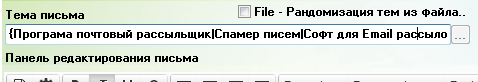 Тема письма
File - Рандомизация тем из файла..
{Програма почтовый рассыльщик|Спамер писем|Софт для Email рассыло
...
Панель редактирования письма